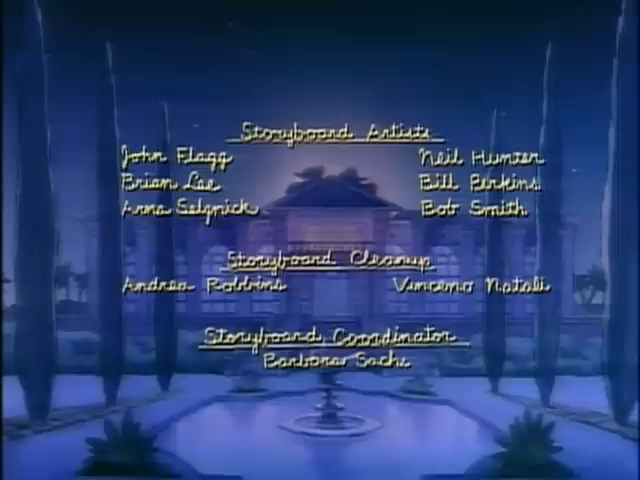 Storyboard Artists
John Flagg Neil Hunter
Brian Lee Bill Perkins
Arna Selznick Bob Smith
Storyboard Cleanup
Andrea Robbins Vincenzo Natali
Storyboard Coordinator
Barbara Sachs